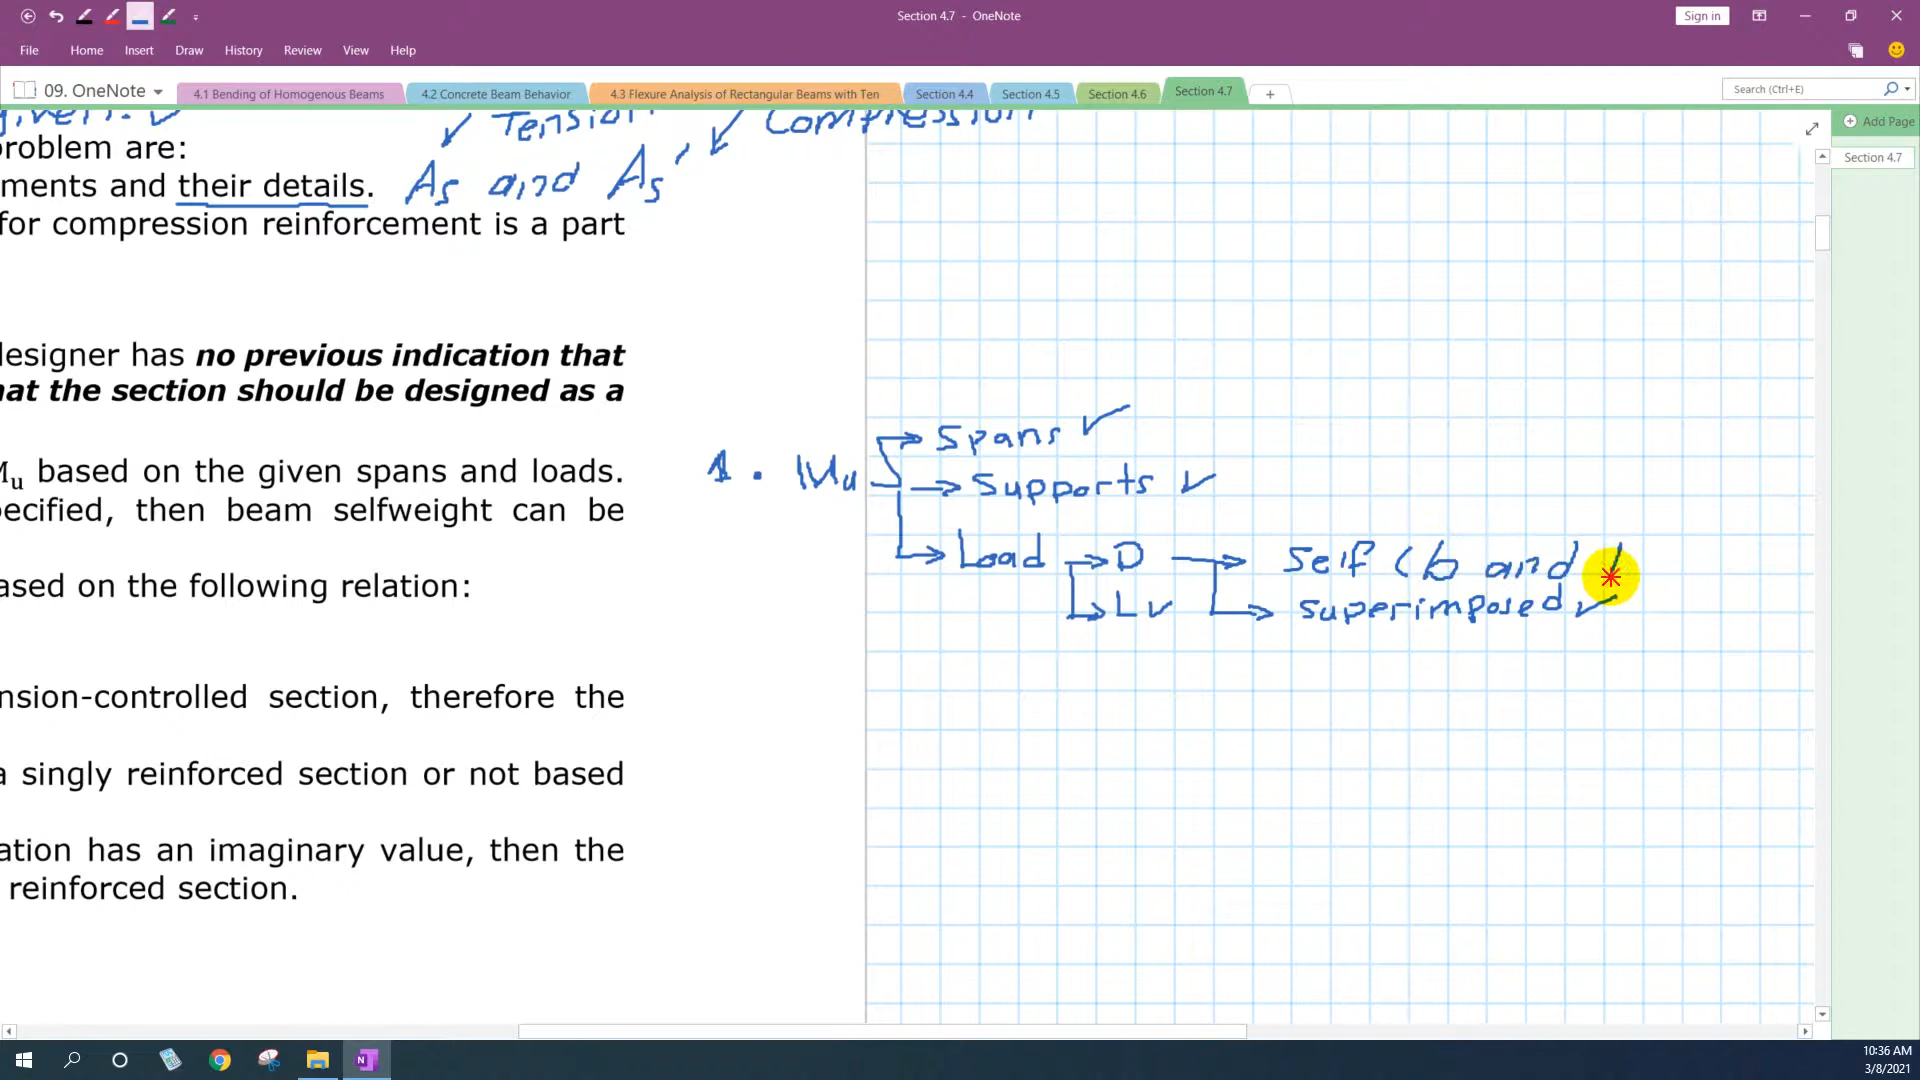 Section 4.7 - OneNote
Sign in
File Home Insert Draw History Review View Help
09. OneNote
4.1 Bending of Homogenous Beams
4.2 Concrete Beam Behavior
4.3 Flexure Analysis of Rectangular Beams with Ten
Section 4.4
Section 4.5
Section 4.6
Section 4.7
Search (Ctrl+E)
Add Page
Section 4.7
given. ✓ Tension Compression
problem are:
ments and their details. As and As'
for compression reinforcement is a part
designer has no previous indication that
hat the section should be designed as a
Spans ✓
1. Mu
Supports ✓
Mu based on the given spans and loads.
pecified, then beam selfweight can be
Load → D → Self (b and
L ✓ superimposed ✓
ased on the following relation:
nsion-controlled section, therefore the
a singly reinforced section or not based
ation has an imaginary value, then the
reinforced section.
10:36 AM
3/8/2021